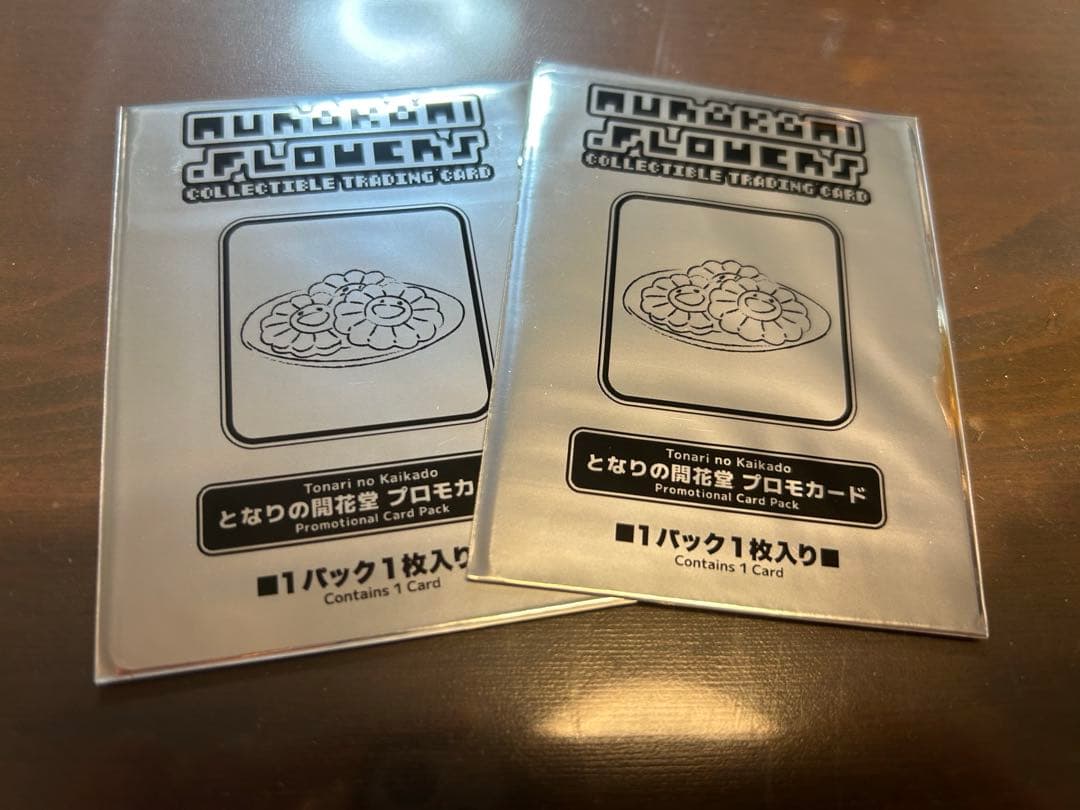 MURAKAMI
.FLOWERS
COLLECTIBLE TRADING CARD
Tonari no Kaikado
となりの開花堂 プロモカ
Promotional Card Pack
■1パック1枚入り
Contains 1 Card
MURAKAMI
.FLOWERS
COLLECTIBLE TRADING CARD
Tonari no Kaikado
となりの開花堂 プロモカード
Promotional Card Pack
■1パック1枚入り■
Contains 1 Card